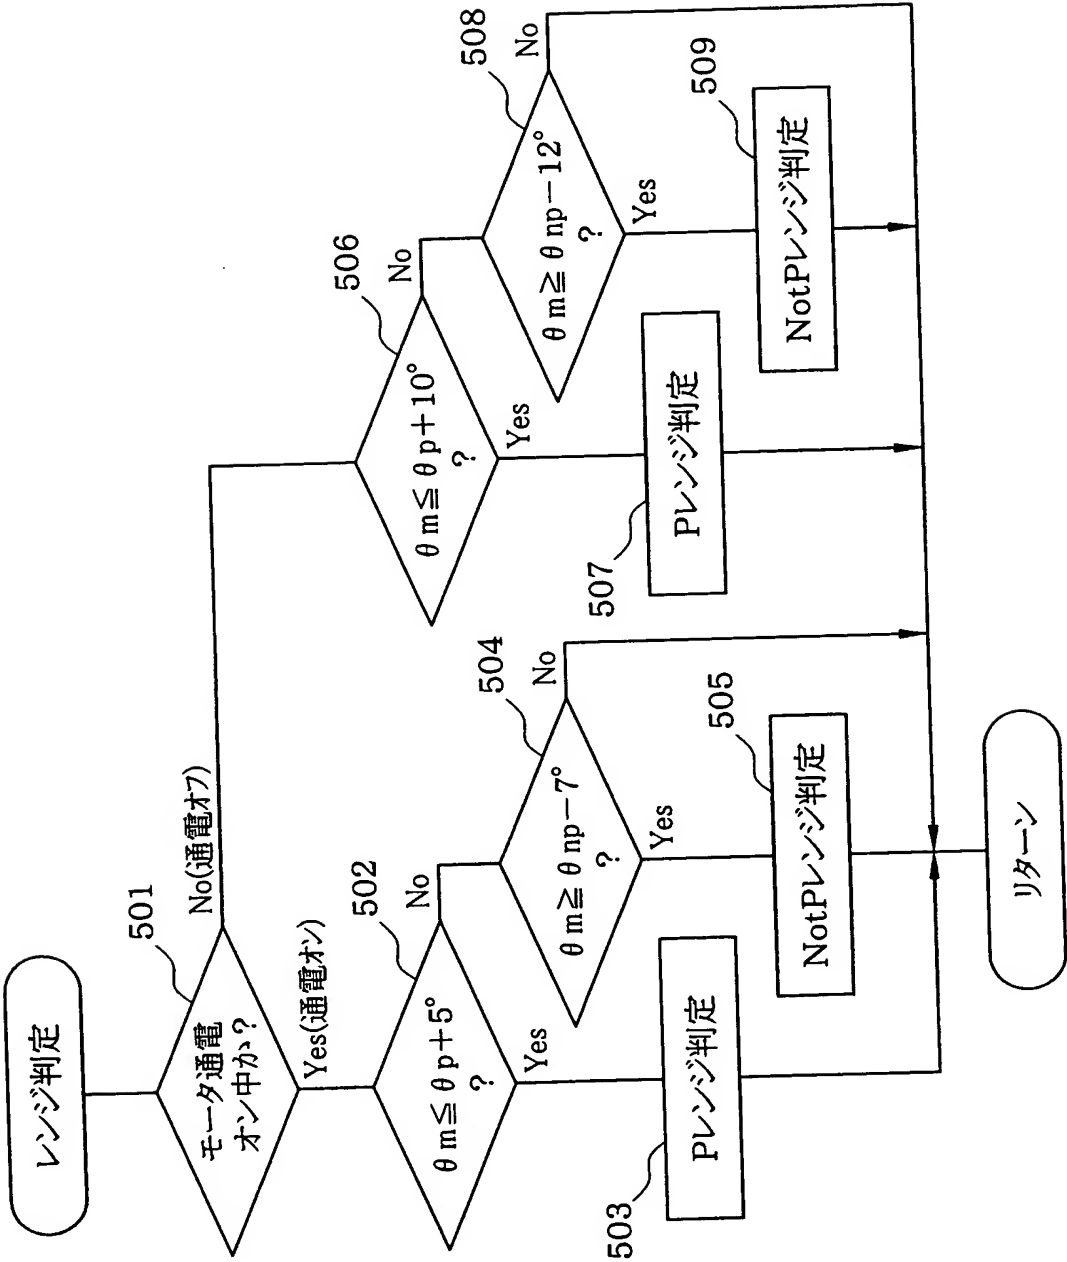 レンジ判定
501
モータ通電
オン中か?
No(通電オフ)
Yes(通電オン)
502
θm≦θp+5°
?
No
Yes
503
Pレンジ判定
504
θm≧θnp−7°
?
No
Yes
505
NotPレンジ判定
506
θm≦θp+10°
?
No
Yes
507
Pレンジ判定
508
θm≧θnp−12°
?
No
Yes
509
NotPレンジ判定
リターン